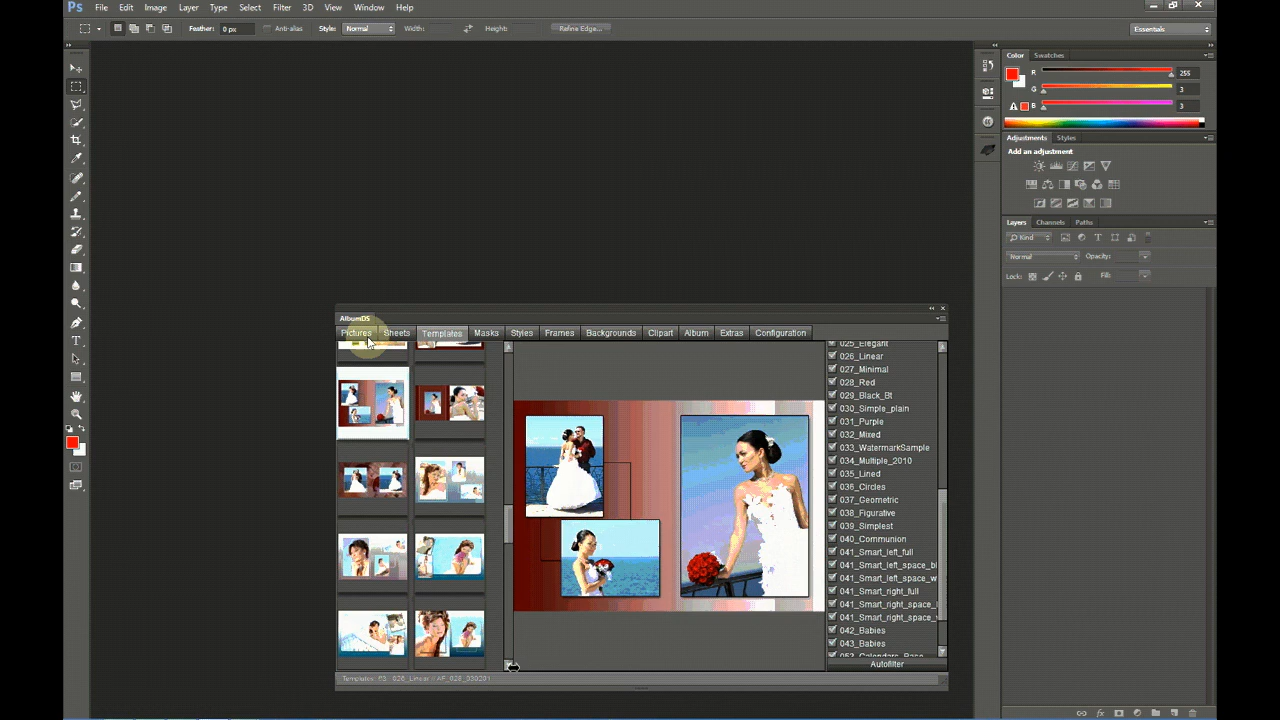 Ps File Edit Image Layer Type Select Filter 3D View Window Help
Feather: 0 px Anti-alias Style: Normal Width: Height: Refine Edge... Essentials
Color Swatches
R 255
G 3
B 3
Adjustments Styles
Add an adjustment
Layers Channels Paths
Kind
Normal Opacity:
Lock: Fill:
AlbumDS
Pictures Sheets Templates Masks Styles Frames Backgrounds Clipart Album Extras Configuration
025_Elegant
026_Linear
027_Minimal
028_Red
029_Black_Bt
030_Simple_plain
031_Purple
032_Mixed
033_WatermarkSample
034_Multiple_2010
035_Lined
036_Circles
037_Geometric
038_Figurative
039_Simplest
040_Communion
041_Smart_left_full
041_Smart_left_space_bl
041_Smart_left_space_w
041_Smart_right_full
041_Smart_right_space_
041_Smart_right_space_w
042_Babies
043_Babies
Autofilter